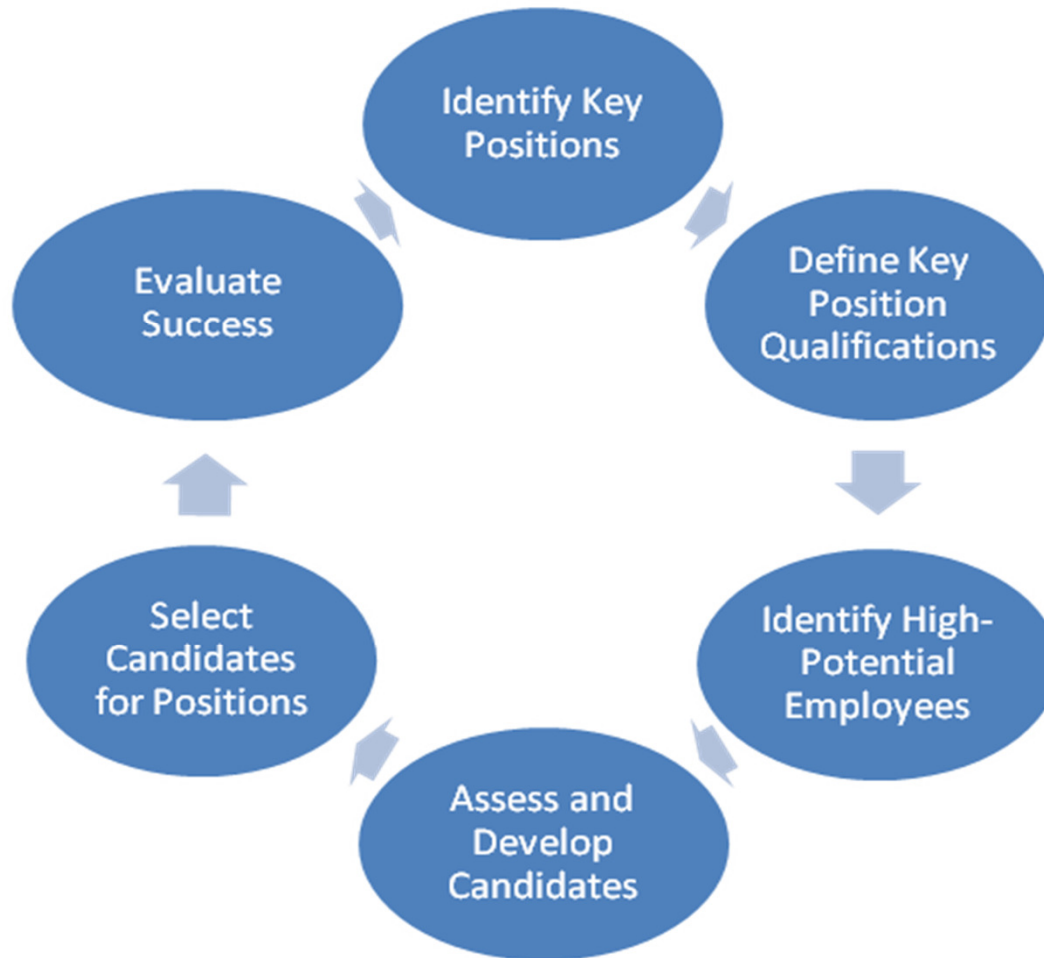 Identify Key
Positions
Define Key
Position
Qualifications
Identify High-
Potential
Employees
Assess and
Develop
Candidates
Select
Candidates
for Positions
Evaluate
Success